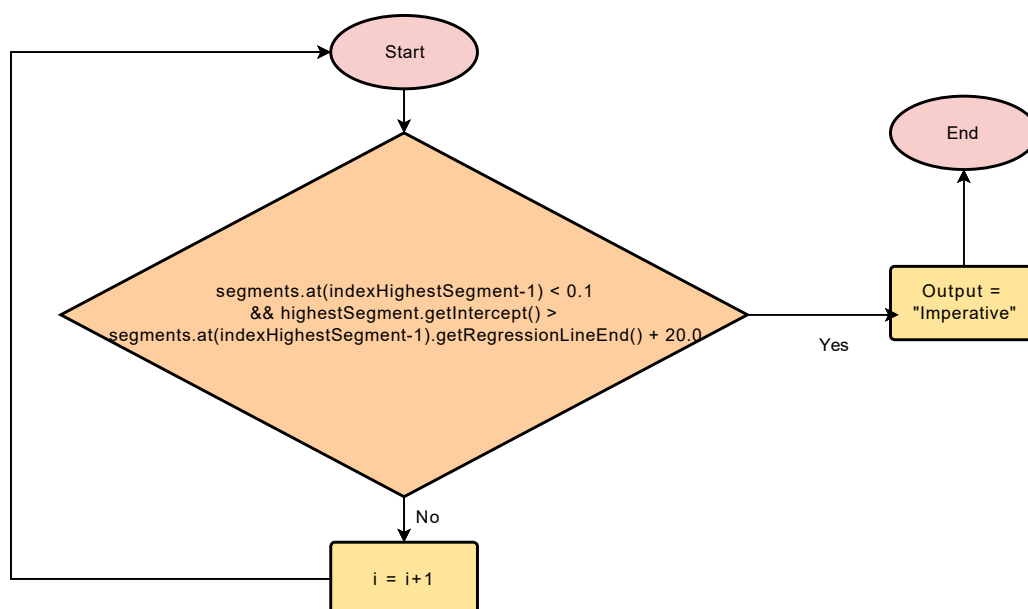 Start
End
segments.at(indexHighestSegment-1) < 0.1
&& highestSegment.getIntercept() >
segments.at(indexHighestSegment-1).getRegressionLineEnd() + 20.0
Output =
"Imperative"
Yes
No
i = i+1